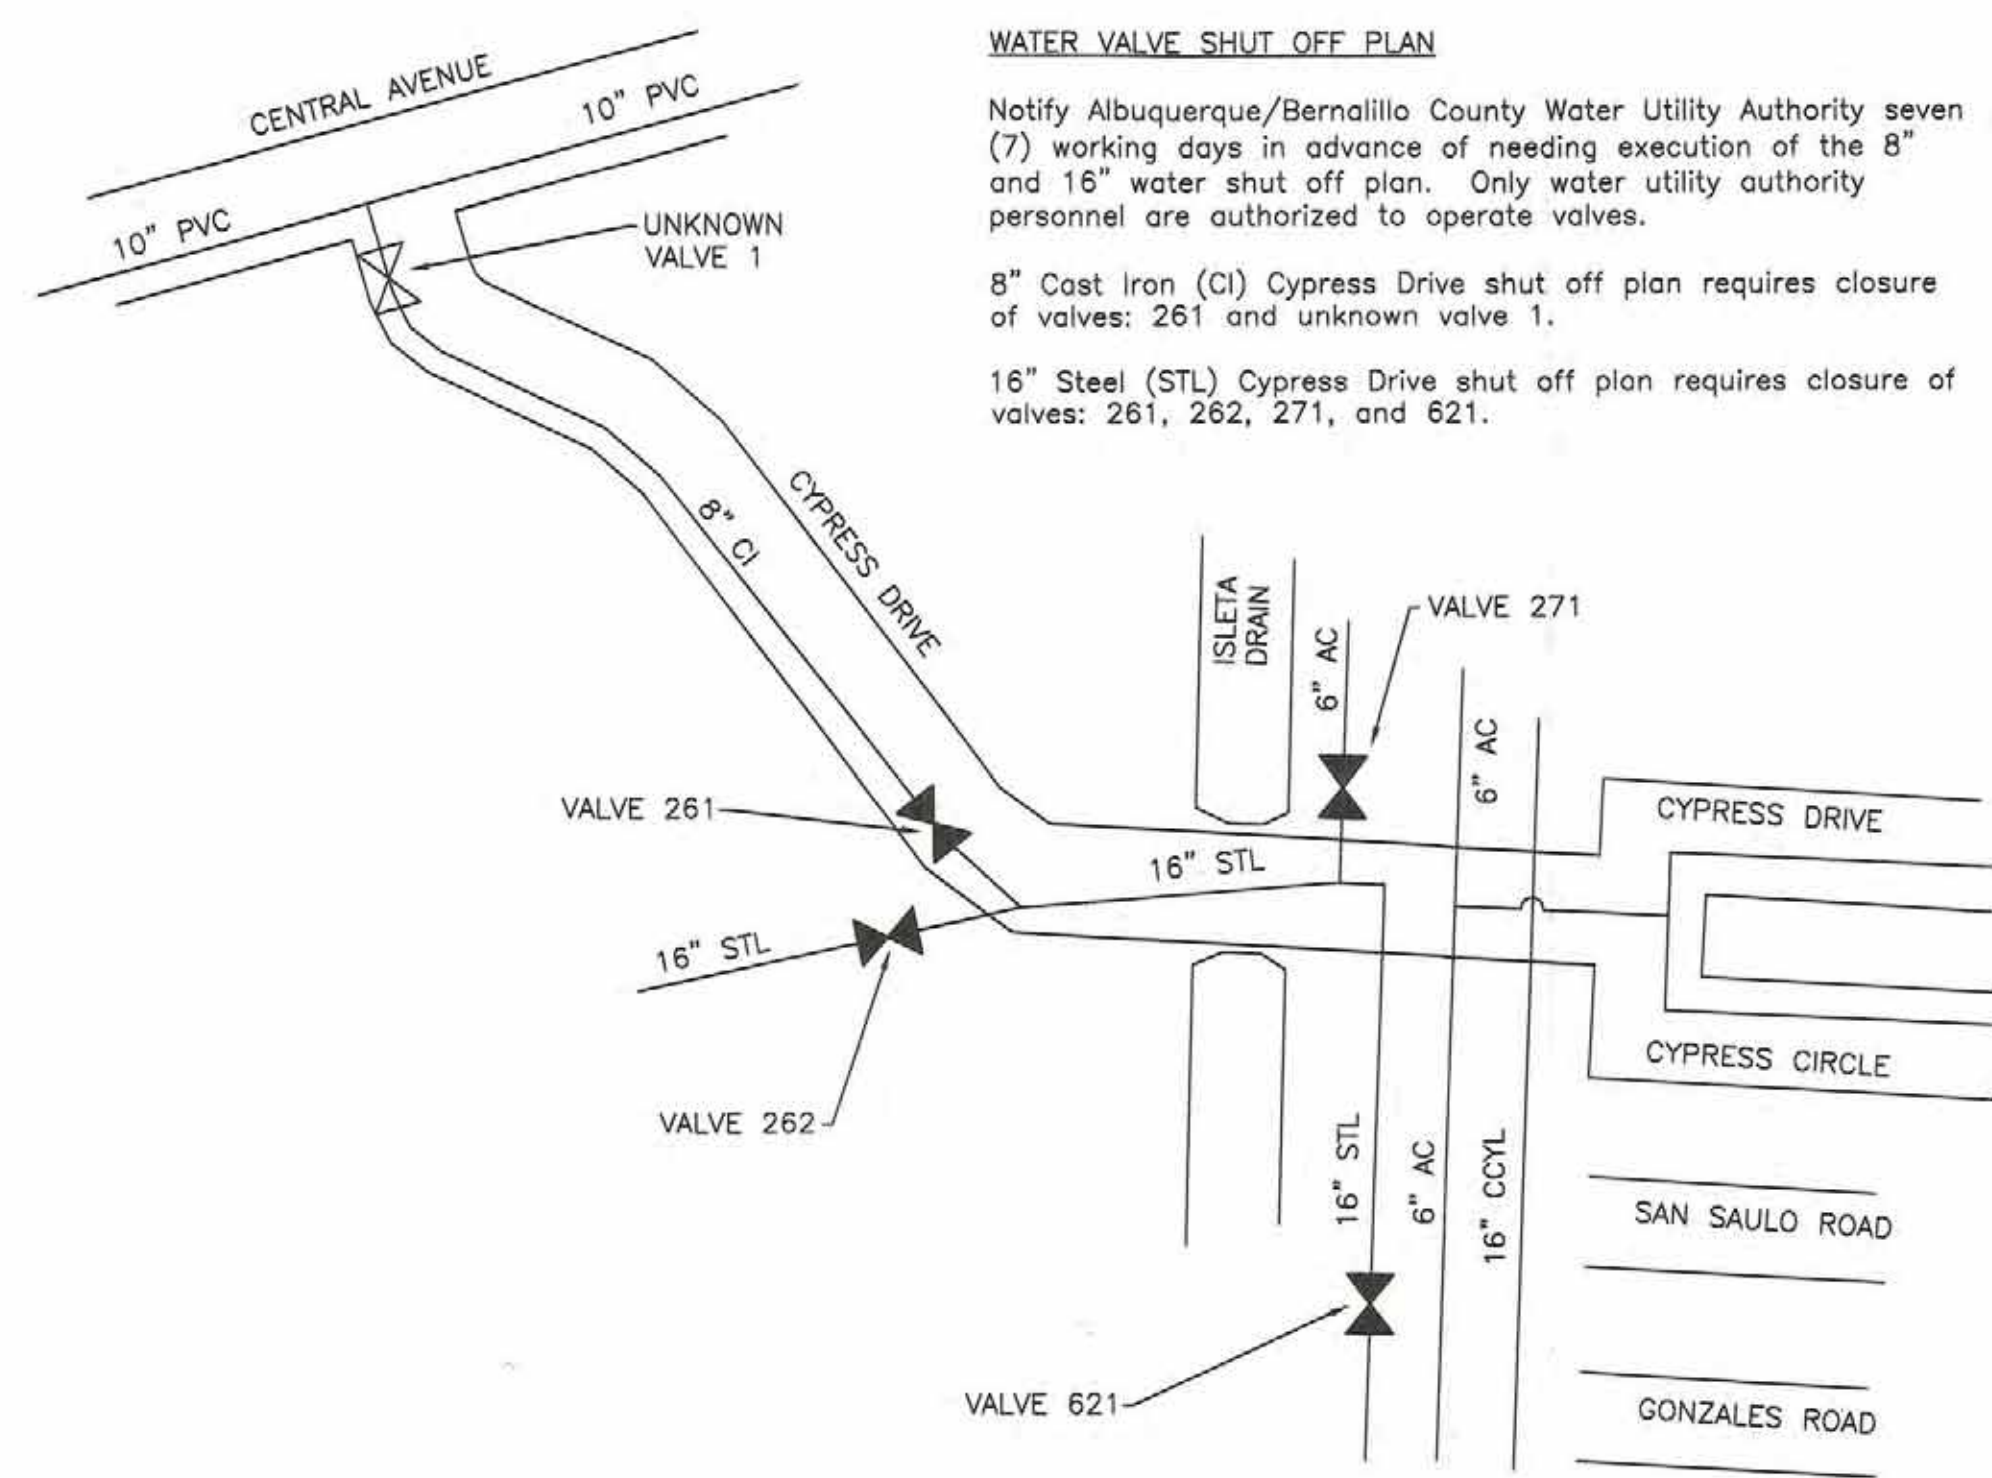 WATER VALVE SHUT OFF PLAN
Notify Albuquerque/Bernalillo County Water Utility Authority seven
(7) working days in advance of needing execution of the 8"
and 16" water shut off plan. Only water utility authority
personnel are authorized to operate valves.
8" Cast Iron (CI) Cypress Drive shut off plan requires closure
of valves: 261 and unknown valve 1.
16" Steel (STL) Cypress Drive shut off plan requires closure of
valves: 261, 262, 271, and 621.
CENTRAL AVENUE
10" PVC
10" PVC
UNKNOWN
VALVE 1
8" CI
CYPRESS DRIVE
ISLETA
DRAIN
6" AC
VALVE 271
6" AC
VALVE 261
16" STL
CYPRESS DRIVE
16" STL
VALVE 262
CYPRESS CIRCLE
16" STL
6" AC
16" CCYL
SAN SAULO ROAD
VALVE 621
GONZALES ROAD